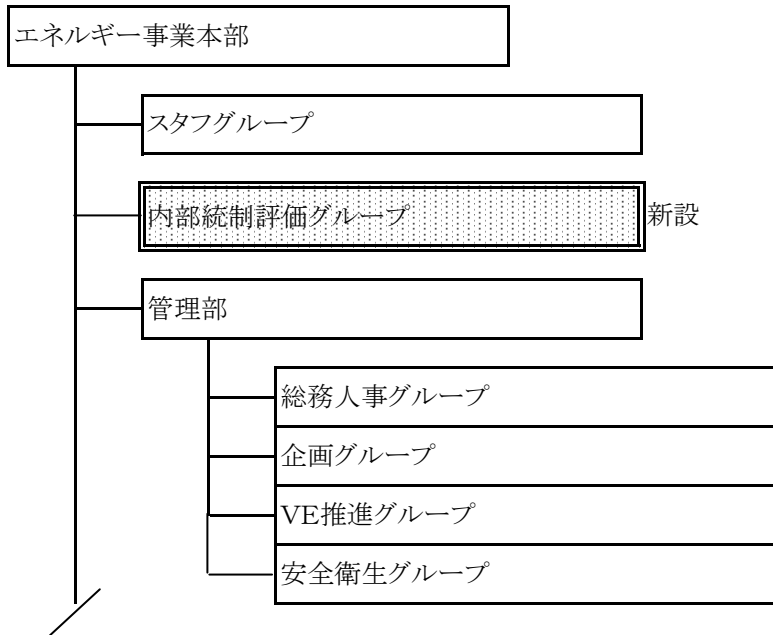 エネルギー事業本部
スタフグループ
内部統制評価グループ
新設
管理部
総務人事グループ
企画グループ
VE推進グループ
安全衛生グループ